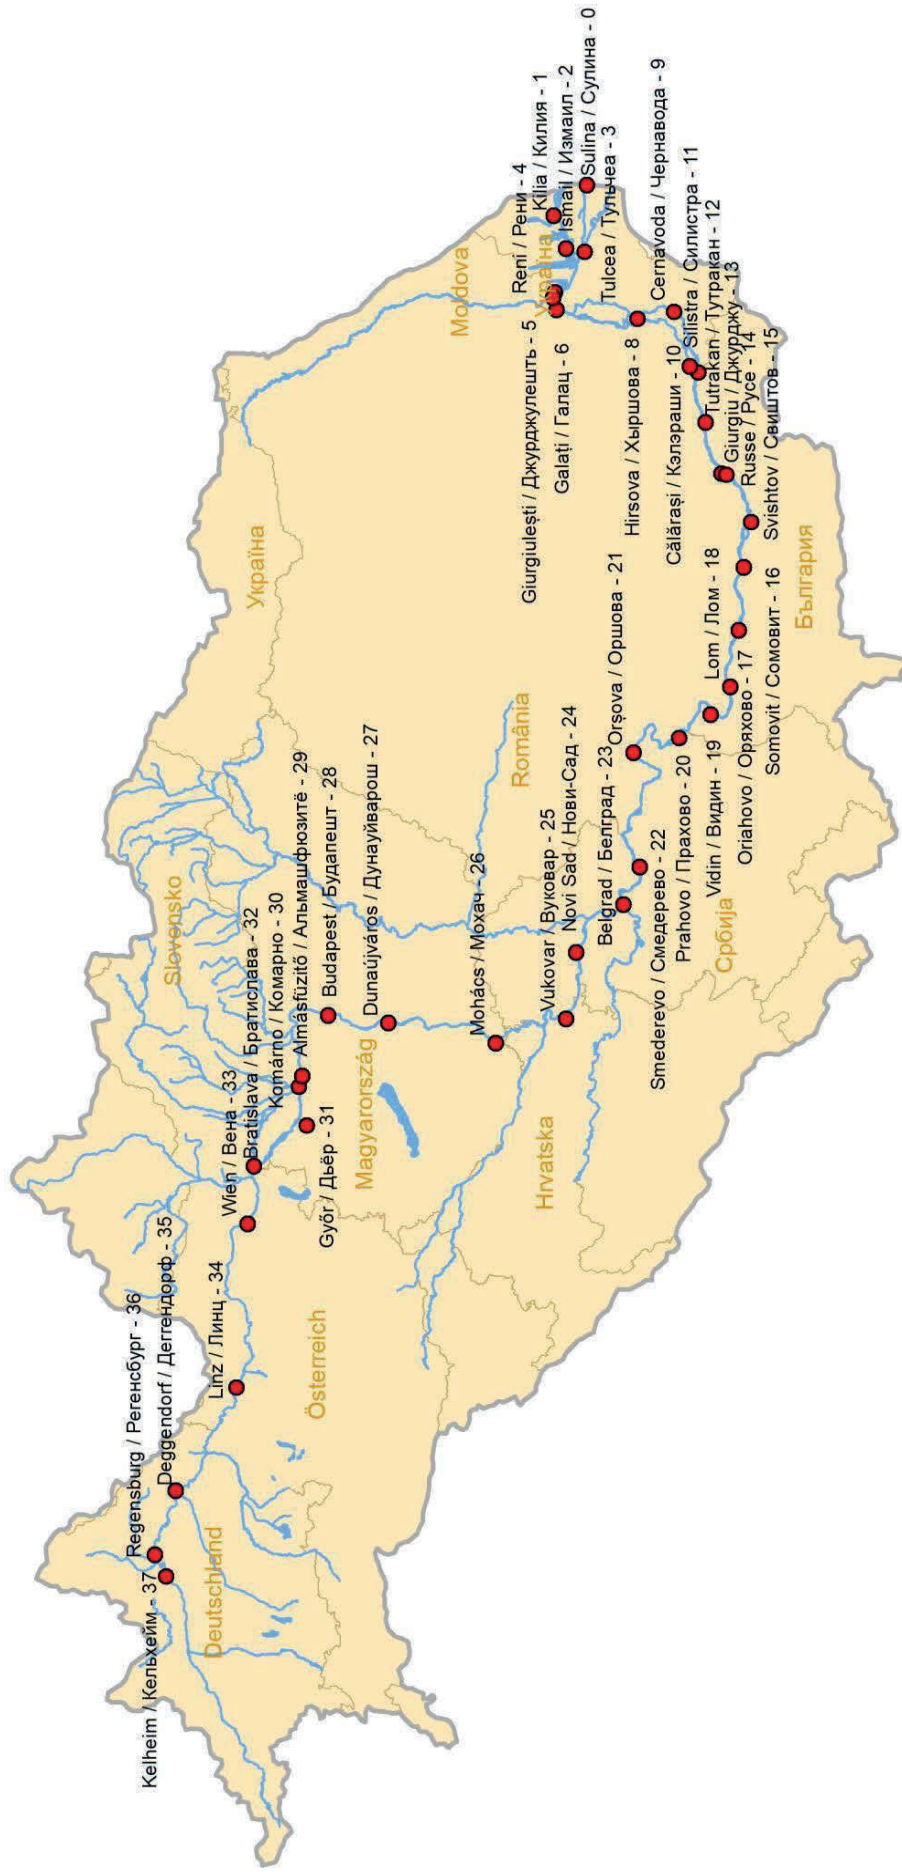 Kelheim / Кельхейм - 37
Regensburg / Регенсбург - 36
Deggendorf / Деггендорф - 35
Deutschland
Linz / Линц - 34
Österreich
Wien / Вена - 33
Bratislava / Братислава - 32
Győr / Дьёр - 31
Komárno / Комарно - 30
Almásfüzitő / Альмашфюзитё - 29
Budapest / Будапешт - 28
Dunaújváros / Дунауйварош - 27
Magyarország
Slovensko
Hrvatska
Mohács / Мохач - 26
Vukovar / Вуковар - 25
Novi Sad / Нови-Сад - 24
Belgrad / Белград - 23
Smederevo / Смедерево - 22
Србија
Orșova / Оршова - 21
Prahovo / Прахово - 20
Vidin / Видин - 19
Lom / Лом - 18
Oriahovo / Оряхово - 17
Somovit / Сомовит - 16
România
Україна
България
Svishtov / Свиштов - 15
Russe / Русе - 14
Giurgiu / Джурджу - 13
Tutrakan / Тутракан - 12
Silistra / Силистра - 11
Călărași / Кэлэраши - 10
Cernavoda / Чернавода - 9
Hirsova / Хыршова - 8
Galați / Галац - 6
Giurgiulești / Джурджулешть - 5
Moldova
Україна
Reni / Рени - 4
Kilia / Килия - 1
Ismail / Измаил - 2
Sulina / Сулина - 0
Tulcea / Тульчеа - 3